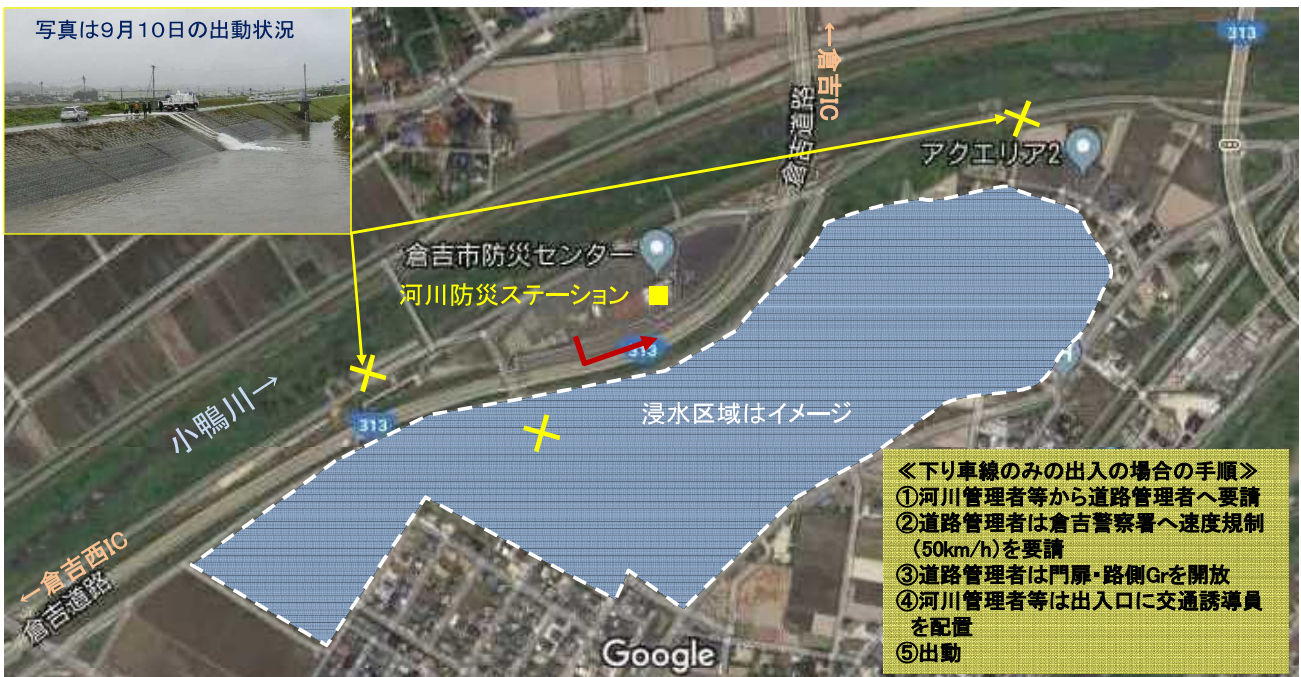 写真は9月10日の出動状況
←倉吉IC
倉吉道路
313
アクエリア2
倉吉市防災センター
河川防災ステーション
313
小鴨川→
313
浸水区域はイメージ
H
←倉吉西IC
倉吉道路
Google
≪下り車線のみの出入の場合の手順≫
①河川管理者等から道路管理者へ要請
②道路管理者は倉吉警察署へ速度規制
(50km/h)を要請
③道路管理者は門扉・路側Grを開放
④河川管理者等は出入口に交通誘導員
を配置
⑤出動